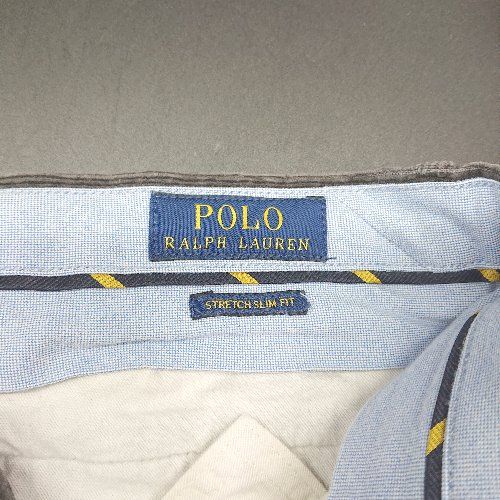 POLO
RALPH LAUREN
STRETCH SLIM FIT